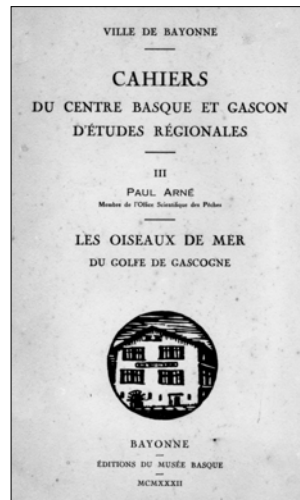 VILLE DE BAYONNE
CAHIERS
DU CENTRE BASQUE ET GASCON
D'ÉTUDES RÉGIONALES
III
PAUL ARNÉ
Membre de l'Office Scientifique des Pêches
LES OISEAUX DE MER
DU GOLFE DE GASCOGNE
BAYONNE
ÉDITIONS DU MUSÉE BASQUE
MCMXXXII